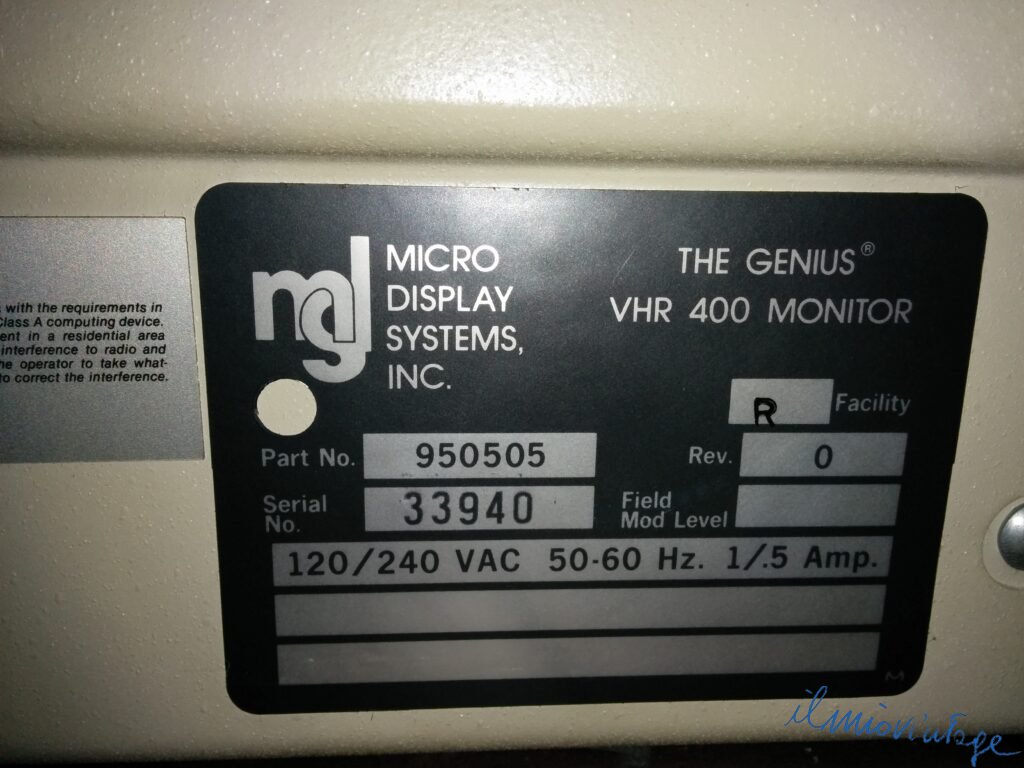 with the requirements in
Class A computing device.
ent in a residential area
interference to radio and
he operator to take what-
to correct the interference.
MICRO
DISPLAY
SYSTEMS,
INC.
THE GENIUS®
VHR 400 MONITOR
R Facility
Part No. 950505
Rev. 0
Serial
No. 33940
Field
Mod Level
120/240 VAC 50-60 Hz. 1/.5 Amp.
M
ilmiovintage